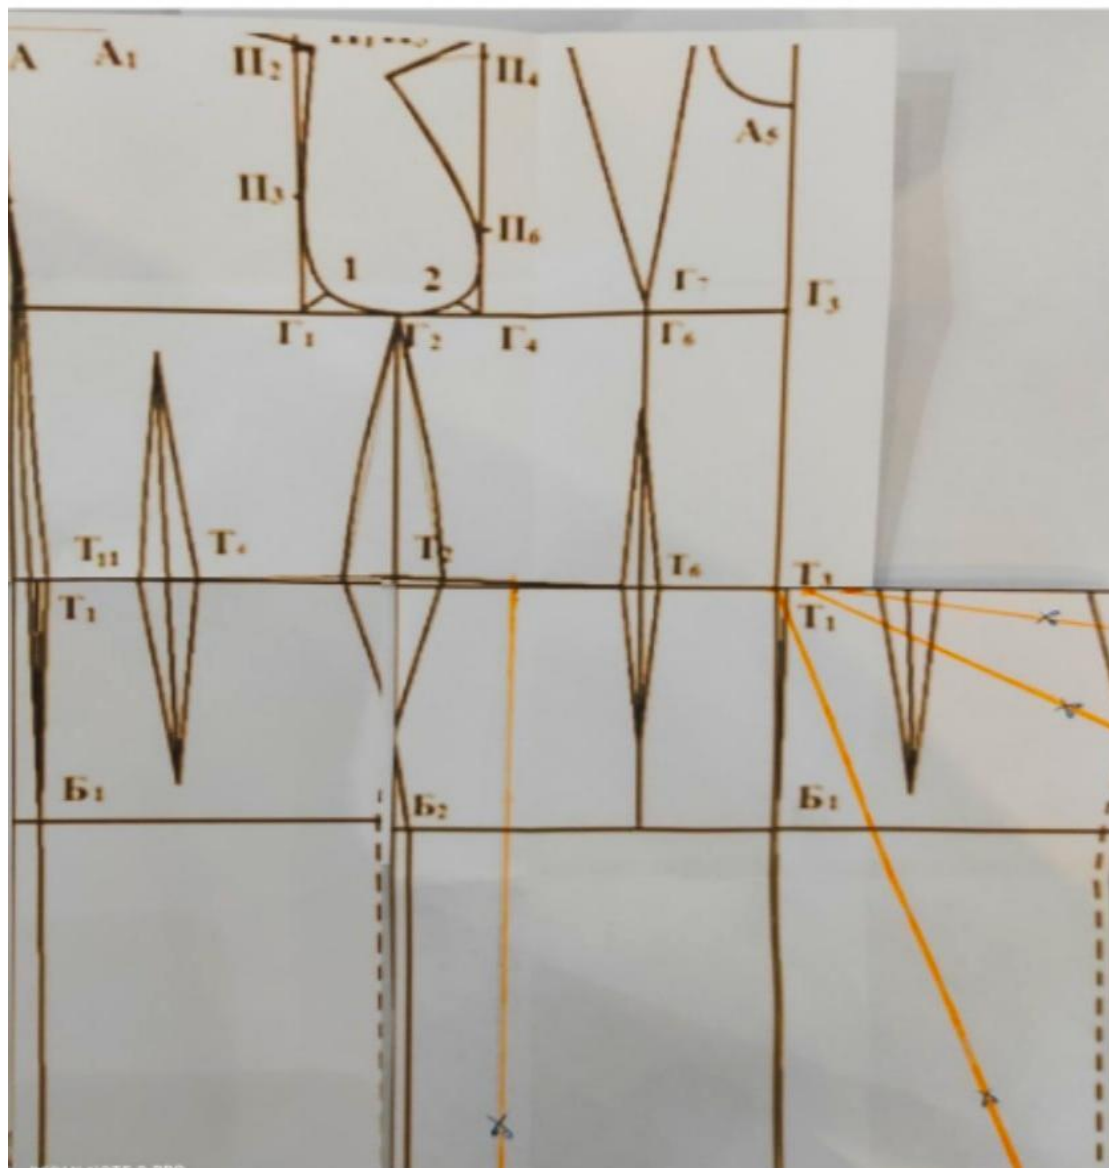 А А₁ П₂ П₄
А₅
П₃
П₆
1 2
Г₇ Г₃
Г₁ Г₂ Г₄ Г₆
Т₁₁ Т₄ Т₂ Т₆ Т₃
Т₁ Т₁
Б₁ Б₂ Б₁